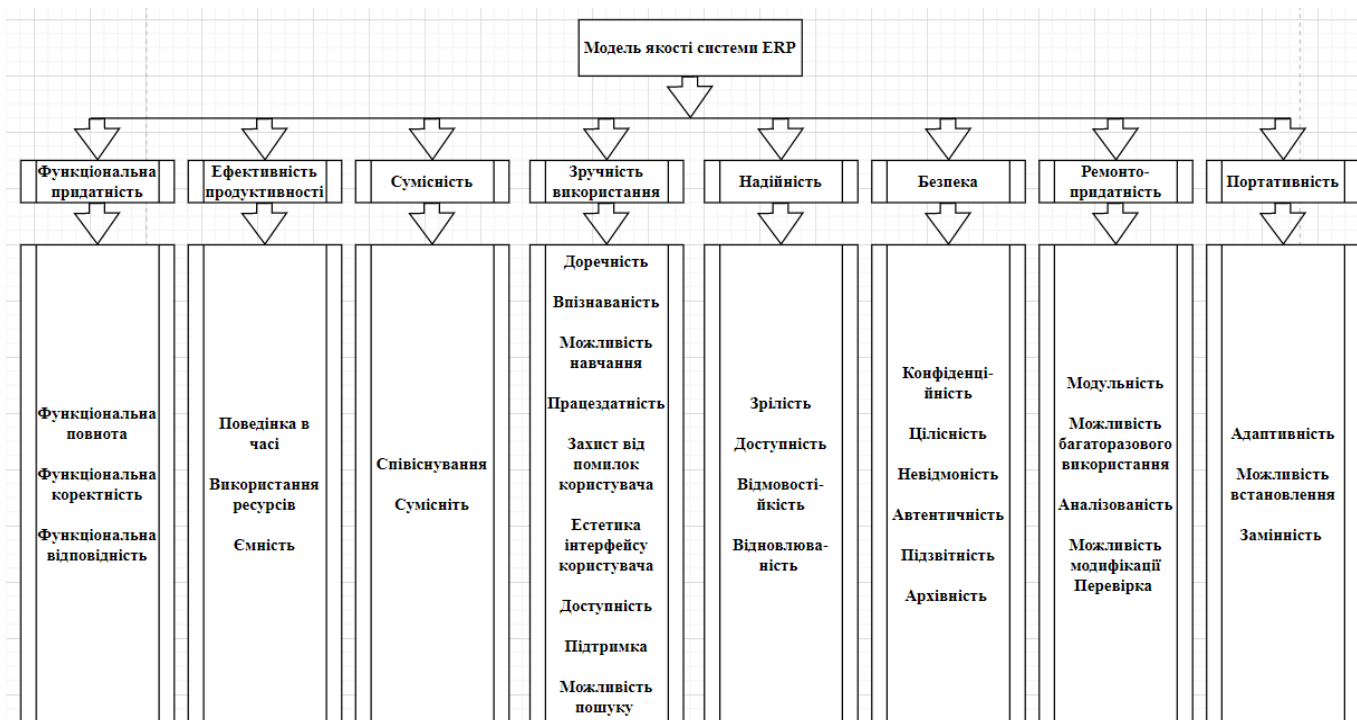 Модель якості системи ERP
Функціональна
придатність
Ефективність
продуктивності
Сумісність
Зручність
використання
Надійність
Безпека
Ремонто-
придатність
Портативність
Функціональна
повнота
Функціональна
коректність
Функціональна
відповідність
Поведінка в
часі
Використання
ресурсів
Ємність
Співіснування
Сумісніть
Доречність
Впізнаваність
Можливість
навчання
Працездатність
Захист від
помилок
користувача
Естетика
інтерфейсу
користувача
Доступність
Підтримка
Можливість
пошуку
Зрілість
Доступність
Відмовості-
йкість
Відновлюва-
ність
Конфіденці-
йність
Цілісність
Невідмоність
Автентичність
Підзвітність
Архівність
Модульність
Можливість
багаторазового
використання
Аналізованість
Можливість
модифікації
Перевірка
Адаптивність
Можливість
встановлення
Замінність